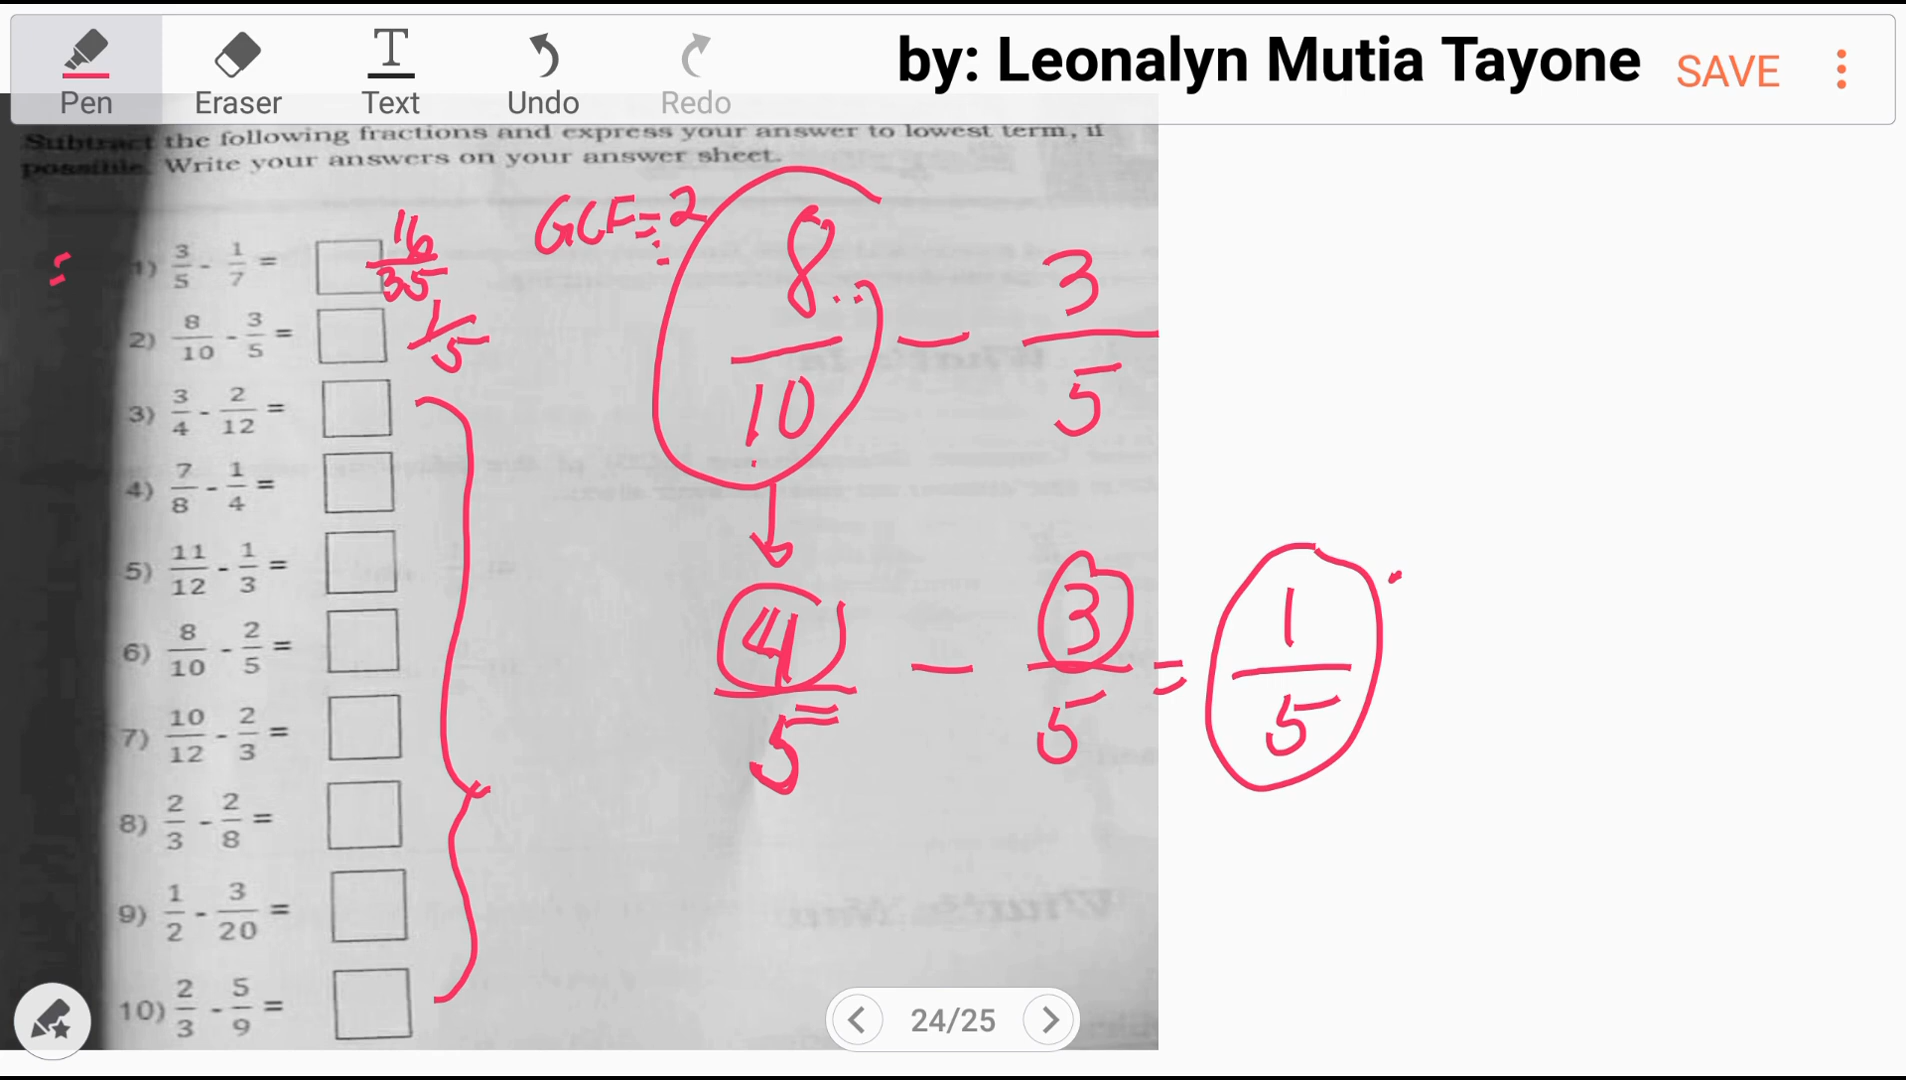 by: Leonalyn Mutia Tayone
SAVE
Pen Eraser Text Undo Redo
Subtract the following fractions and express your answer to lowest term, if
possible. Write your answers on your answer sheet.
1) 3/5 - 1/7 = 16/35
2) 8/10 - 3/5 = 1/5
3) 3/4 - 2/12 =
4) 7/8 - 1/4 =
5) 11/12 - 1/3 =
6) 8/10 - 2/5 =
7) 10/12 - 2/3 =
8) 2/3 - 2/8 =
9) 1/2 - 3/20 =
10) 2/3 - 5/9 =
GCF = 2
8/10 - 3/5
4/5 - 3/5 = 1/5
24/25